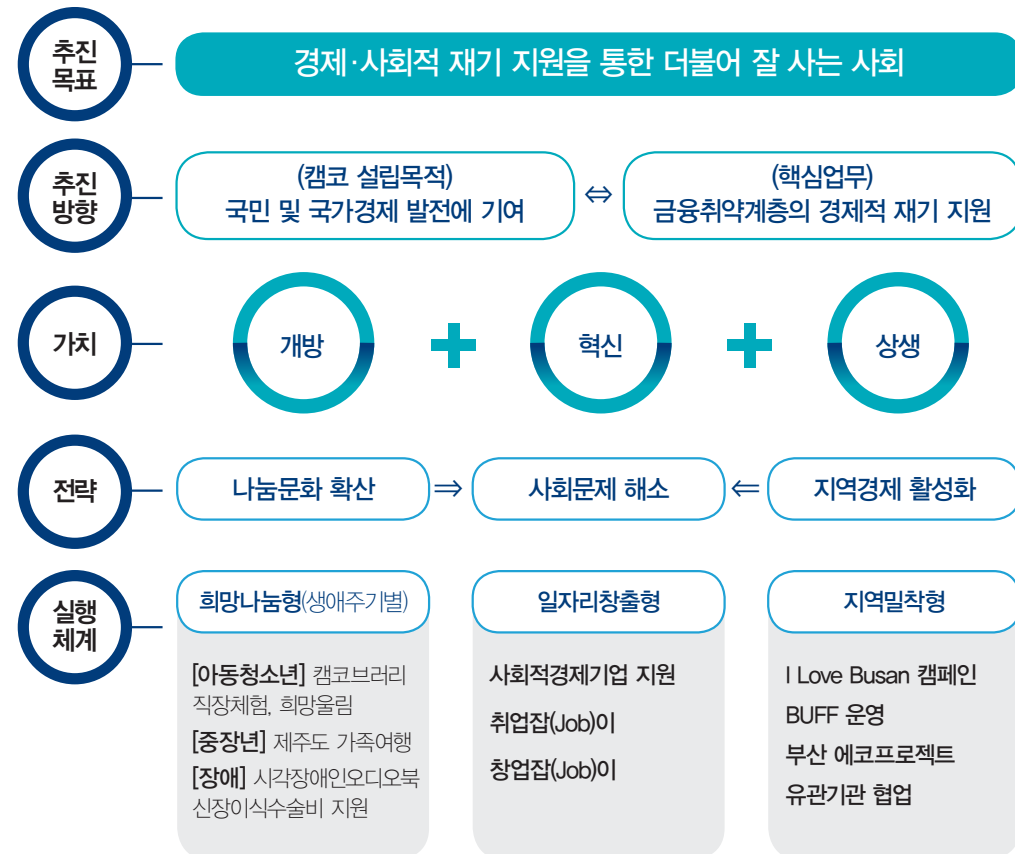 추진
목표
경제·사회적 재기 지원을 통한 더불어 잘 사는 사회
추진
방향
(캠코 설립목적)
국민 및 국가경제 발전에 기여
⇔
(핵심업무)
금융취약계층의 경제적 재기 지원
가치
개방
+
혁신
+
상생
전략
나눔문화 확산
⇒
사회문제 해소
⇐
지역경제 활성화
실행
체계
희망나눔형(생애주기별)
[아동청소년] 캠코브러리
직장체험, 희망울림
[중장년] 제주도 가족여행
[장애] 시각장애인오디오북
신장이식수술비 지원
일자리창출형
사회적경제기업 지원
취업잡(Job)이
창업잡(Job)이
지역밀착형
I Love Busan 캠페인
BUFF 운영
부산 에코프로젝트
유관기관 협업